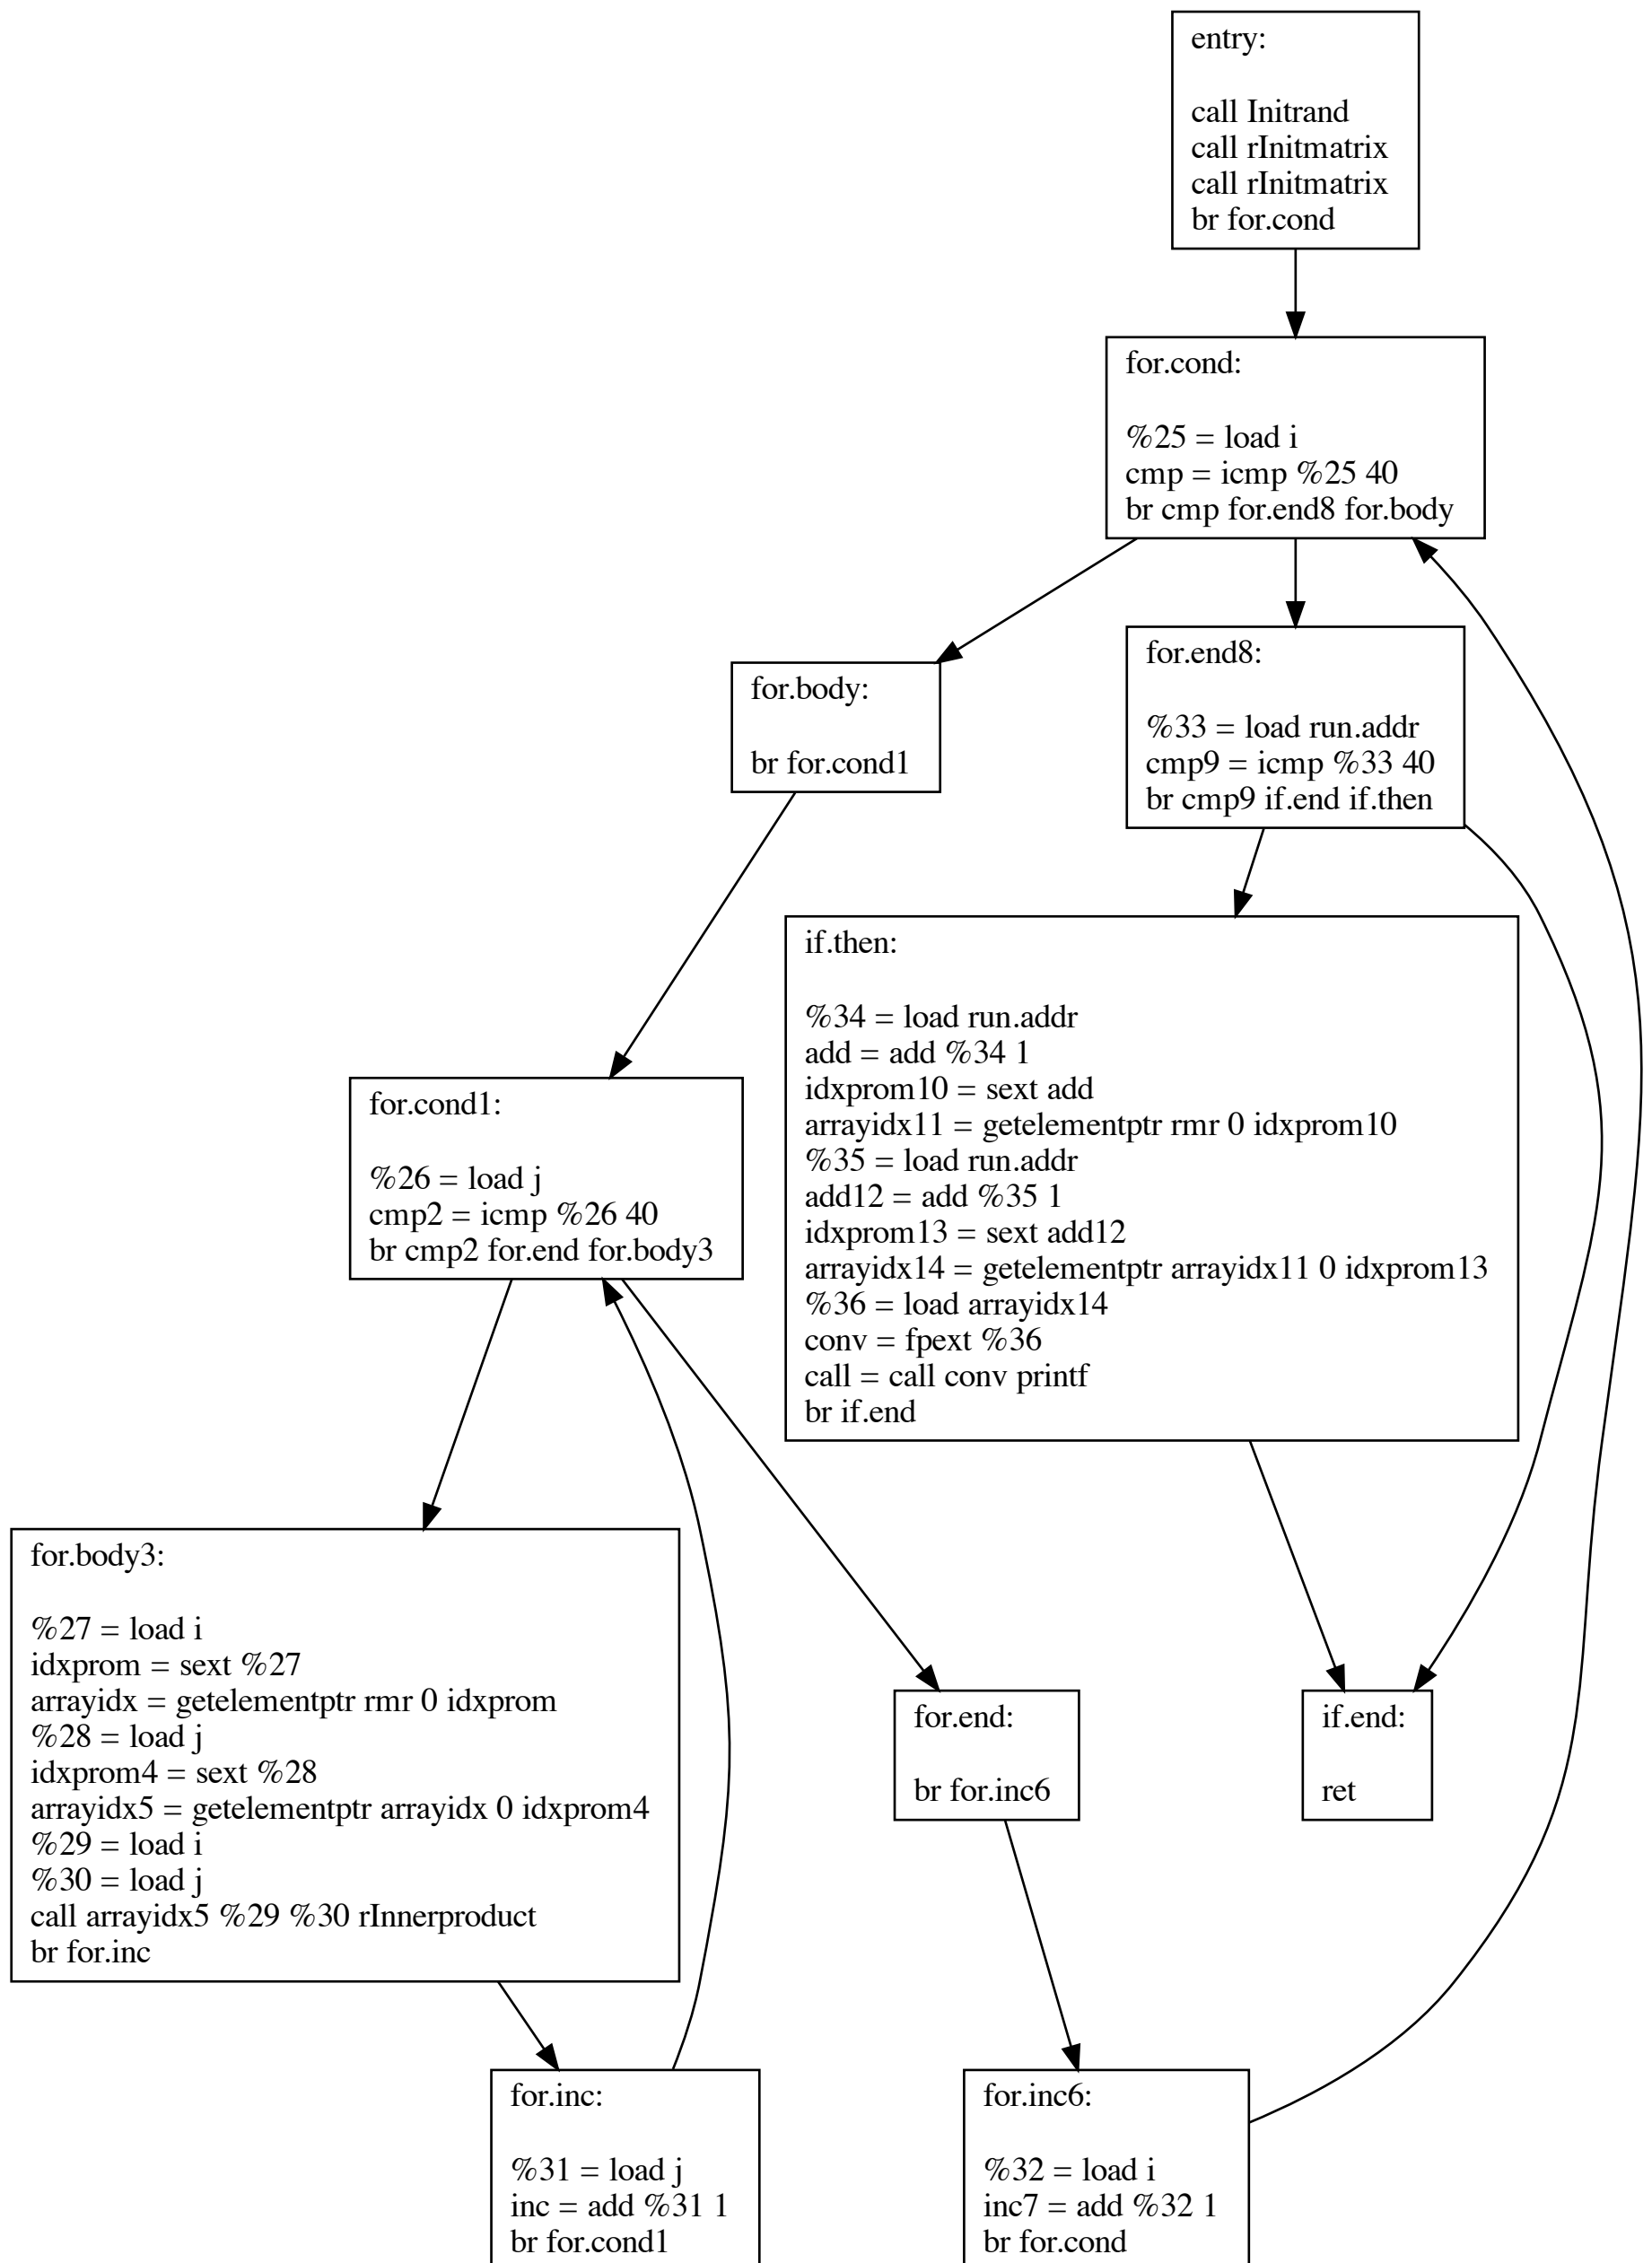 entry:
call Initrand
call rInitmatrix
call rInitmatrix
br for.cond
for.cond:
%25 = load i
cmp = icmp %25 40
br cmp for.end8 for.body
for.body:
br for.cond1
for.end8:
%33 = load run.addr
cmp9 = icmp %33 40
br cmp9 if.end if.then
if.then:
%34 = load run.addr
add = add %34 1
idxprom10 = sext add
arrayidx11 = getelementptr rmr 0 idxprom10
%35 = load run.addr
add12 = add %35 1
idxprom13 = sext add12
arrayidx14 = getelementptr arrayidx11 0 idxprom13
%36 = load arrayidx14
conv = fpext %36
call = call conv printf
br if.end
for.cond1:
%26 = load j
cmp2 = icmp %26 40
br cmp2 for.end for.body3
for.body3:
%27 = load i
idxprom = sext %27
arrayidx = getelementptr rmr 0 idxprom
%28 = load j
idxprom4 = sext %28
arrayidx5 = getelementptr arrayidx 0 idxprom4
%29 = load i
%30 = load j
call arrayidx5 %29 %30 rInnerproduct
br for.inc
for.end:
br for.inc6
if.end:
ret
for.inc:
%31 = load j
inc = add %31 1
br for.cond1
for.inc6:
%32 = load i
inc7 = add %32 1
br for.cond